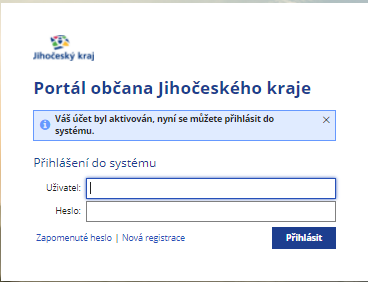 Jihočeský kraj
Portál občana Jihočeského kraje
Váš účet byl aktivován, nyní se můžete přihlásit do
systému.
Přihlášení do systému
Uživatel:
Heslo:
Zapomenuté heslo | Nová registrace
Přihlásit